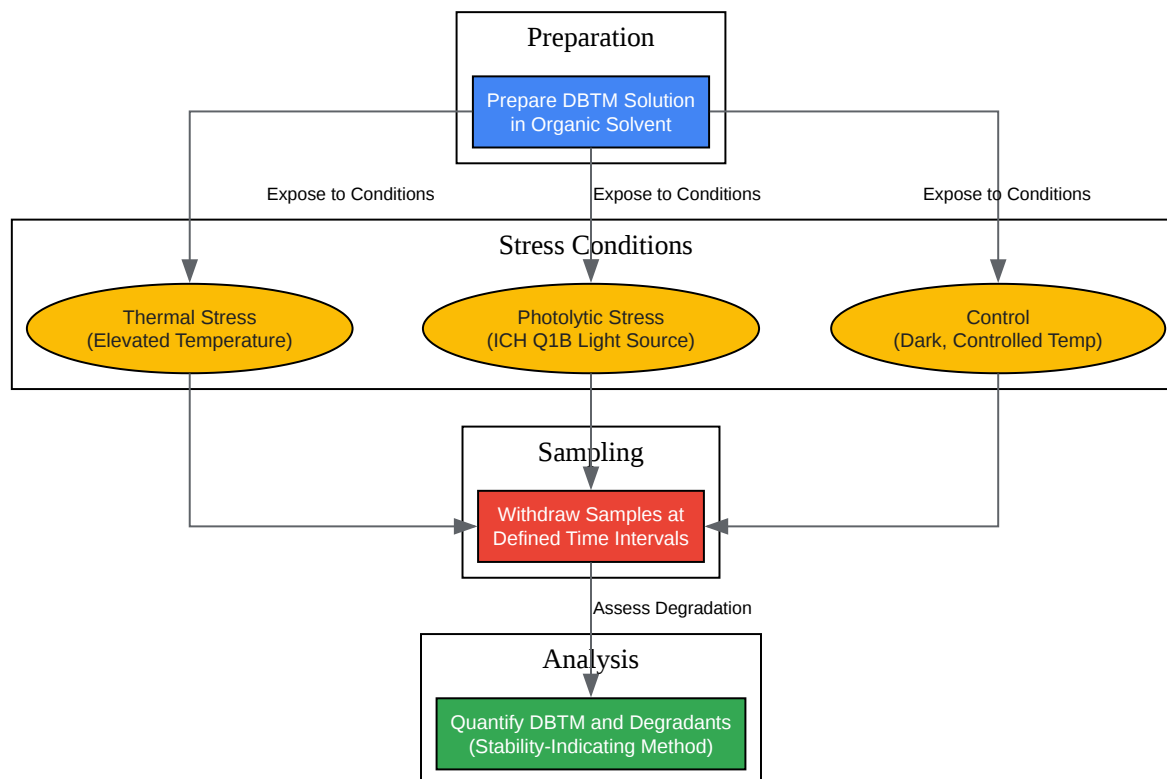 Preparation
Prepare DBTM Solution
in Organic Solvent
Expose to Conditions
Expose to Conditions
Expose to Conditions
Stress Conditions
Thermal Stress
(Elevated Temperature)
Photolytic Stress
(ICH Q1B Light Source)
Control
(Dark, Controlled Temp)
Sampling
Withdraw Samples at
Defined Time Intervals
Assess Degradation
Analysis
Quantify DBTM and Degradants
(Stability-Indicating Method)